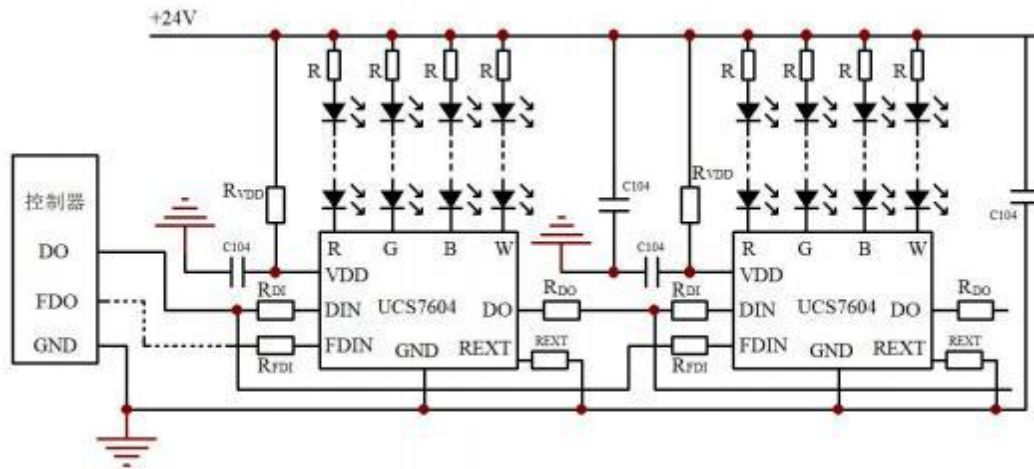 +24V
R R R R R R R R
控制器
DO
FDO
GND
RVDD
C104
RDI
RFDI
R G B W
VDD
DIN
FDIN
UCS7604
DO
GND
REXT
RDO
REXT
C104
C104
RVDD
RDI
RFDI
R G B W
VDD
DIN
FDIN
UCS7604
DO
GND
REXT
RDO
REXT
C104